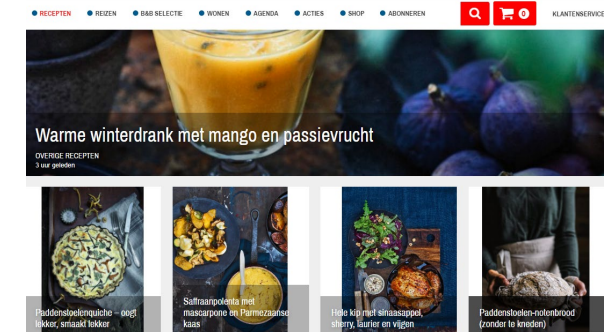 RECEPTEN REIZEN B&B SELECTIE WONEN AGENDA ACTIES SHOP ABONNEREN 0 KLANTENSERVICE
Warme winterdrank met mango en passievrucht
OVERIGE RECEPTEN
3 uur geleden
Paddenstoelenquiche – oogt
lekker, smaakt lekker
Saffraanpolenta met
mascarpone en Parmezaanse
kaas
Hele kip met sinaasappel,
sherry, laurier en vijgen
Paddenstoelen-notenbrood
(zonder te kneden)